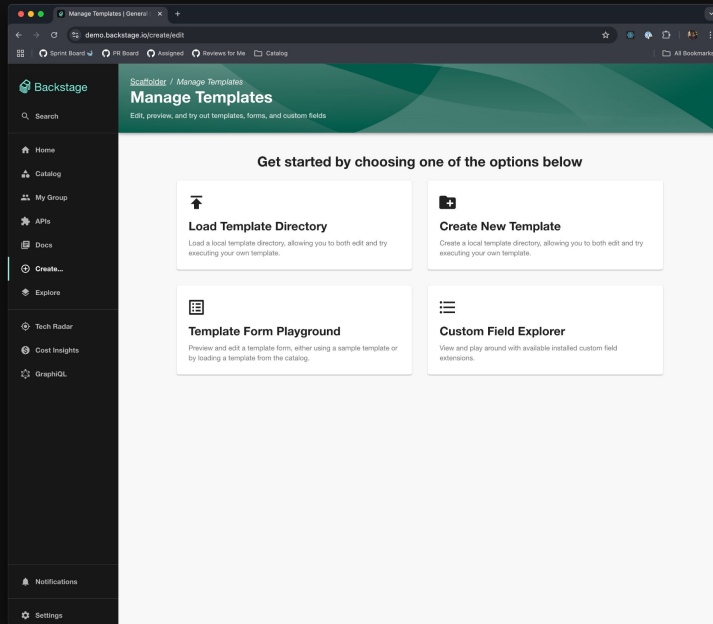 Manage Templates | General
demo.backstage.io/create/edit
Sprint Board
PR Board
Assigned
Reviews for Me
Catalog
All Bookmarks
Backstage
Search
Home
Catalog
My Group
APIs
Docs
Create...
Explore
Tech Radar
Cost Insights
GraphiQL
Notifications
Settings
Scaffolder / Manage Templates
Manage Templates
Edit, preview, and try out templates, forms, and custom fields
Get started by choosing one of the options below
Load Template Directory
Load a local template directory, allowing you to both edit and try
executing your own template.
Create New Template
Create a local template directory, allowing you to both edit and try
executing your own template.
Template Form Playground
Preview and edit a template form, either using a sample template or
by loading a template from the catalog.
Custom Field Explorer
View and play around with available installed custom field
extensions.